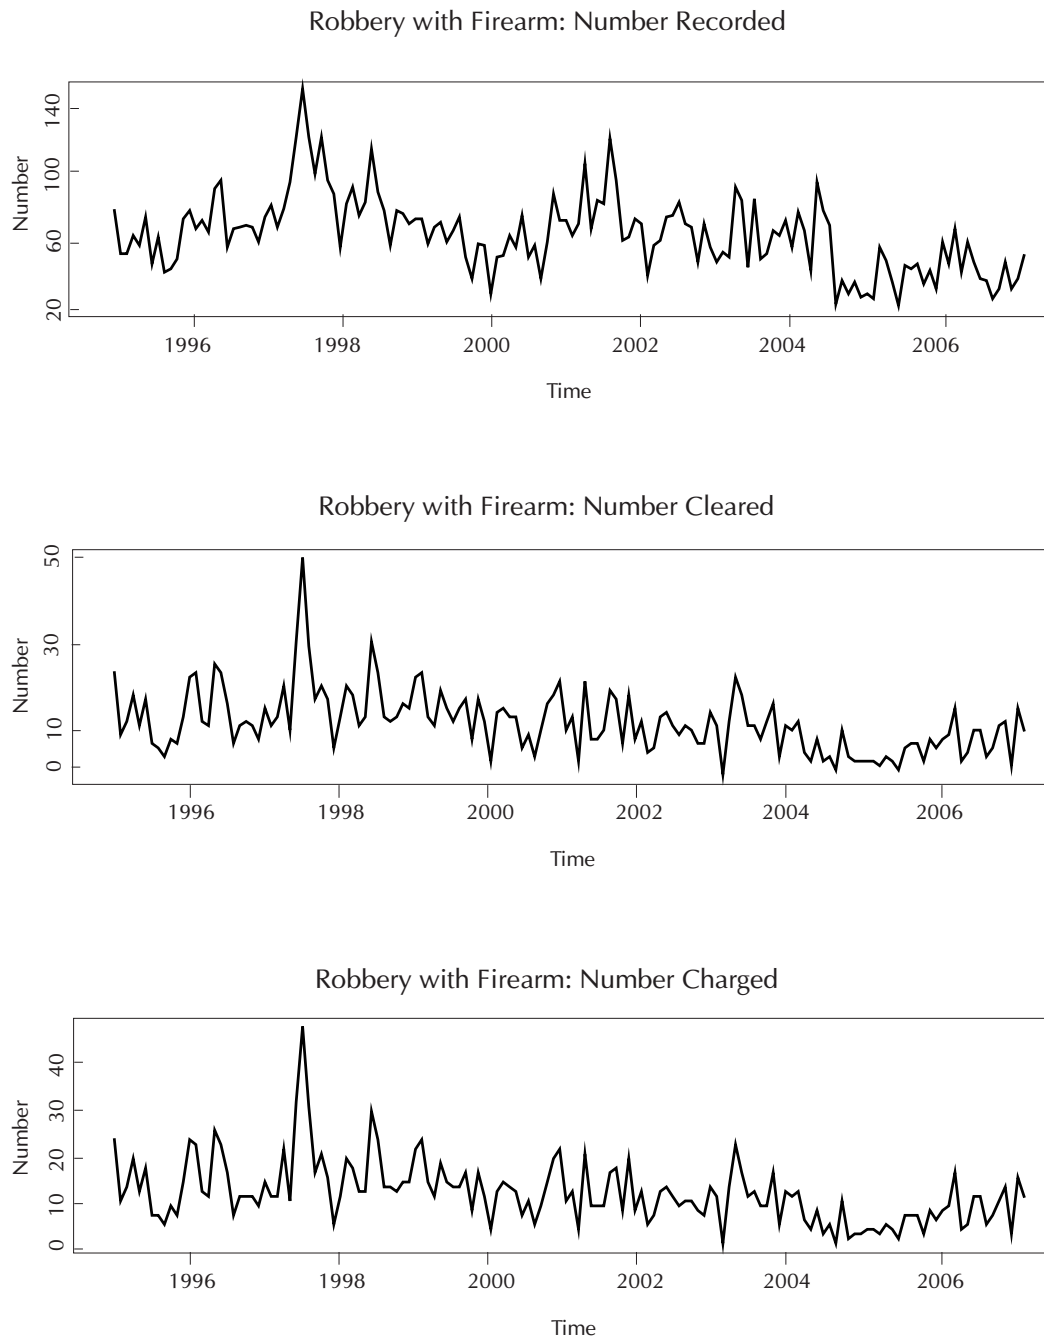 Robbery with Firearm: Number Recorded
140
100
60
20
Number
1996 1998 2000 2002 2004 2006
Time
Robbery with Firearm: Number Cleared
50
30
10
0
Number
1996 1998 2000 2002 2004 2006
Time
Robbery with Firearm: Number Charged
40
30
20
10
0
Number
1996 1998 2000 2002 2004 2006
Time